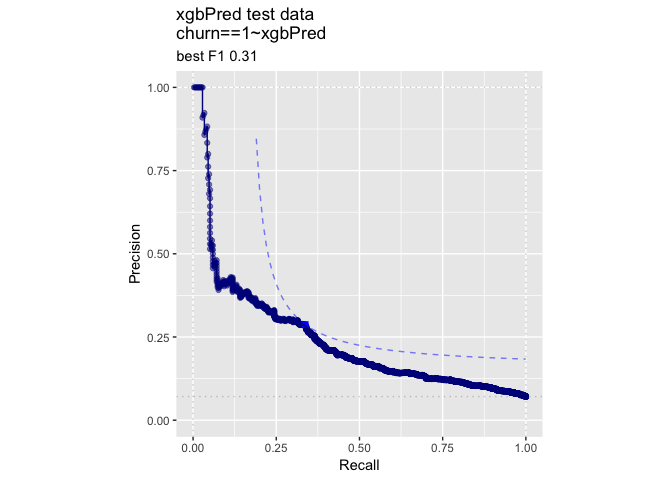 xgbPred test data
churn==1~xgbPred
best F1 0.31
1.00
0.75
0.50
0.25
0.00
Precision
0.00 0.25 0.50 0.75 1.00
Recall